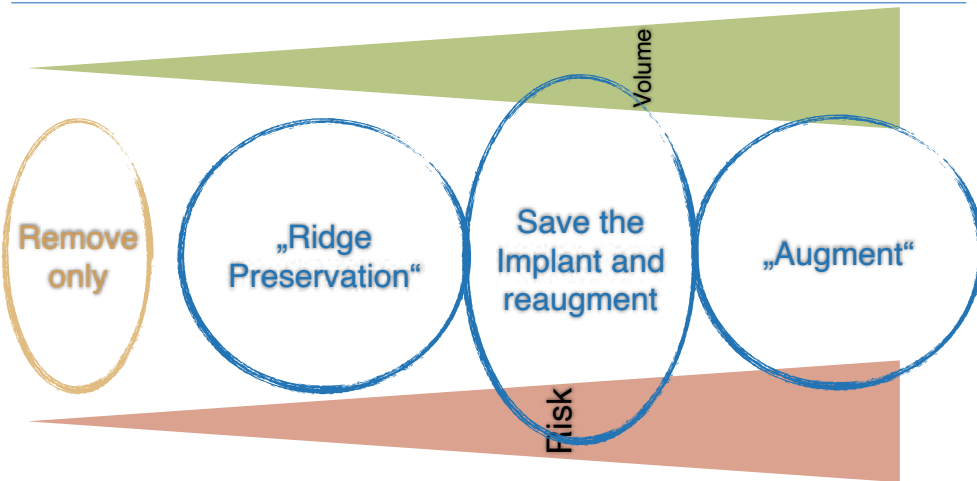 Volume
Remove
only
„Ridge
Preservation“
Save the
Implant and
reaugment
„Augment“
Risk